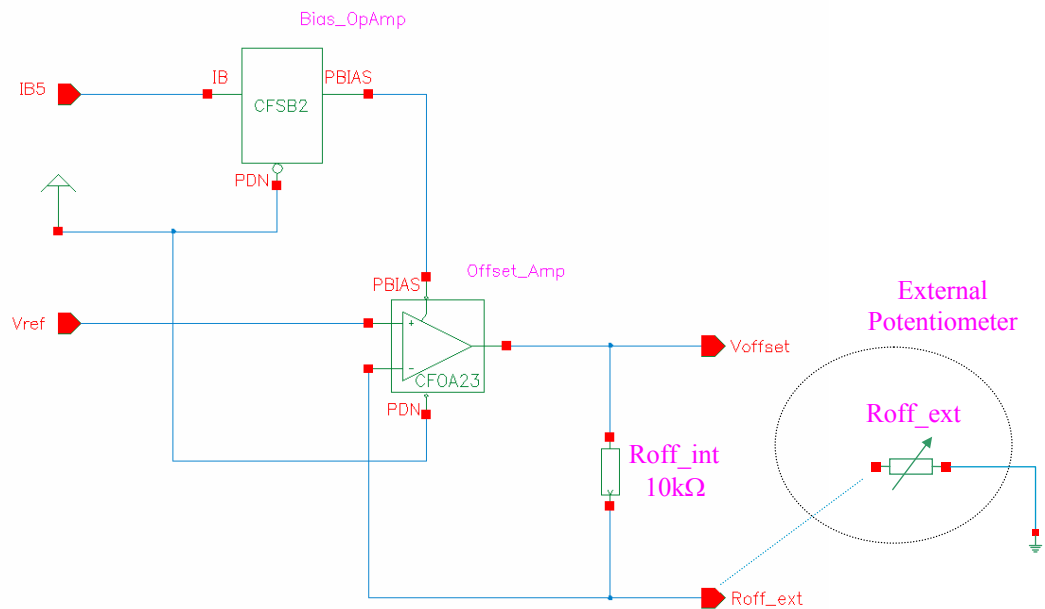 Bias_OpAmp
IB5
IB
PBIAS
CFSB2
PDN
Offset_Amp
PBIAS
Vref
+
-
CFOA23
PDN
Voffset
External
Potentiometer
Roff_ext
Roff_int
10kΩ
Roff_ext